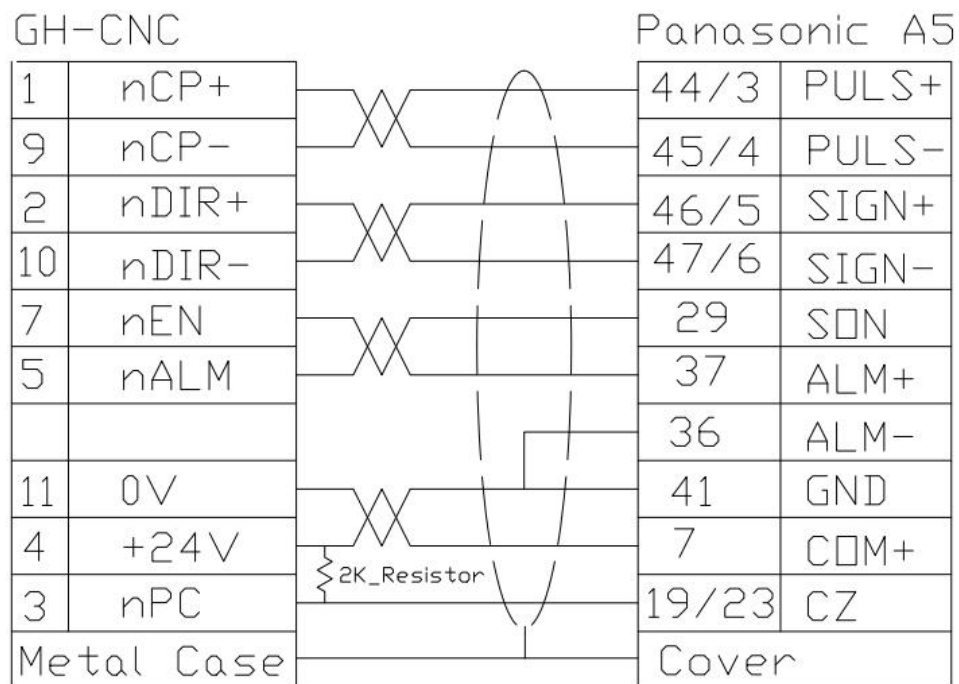 GH-CNC Panasonic A5
1 nCP+ 44/3 PULS+
9 nCP- 45/4 PULS-
2 nDIR+ 46/5 SIGN+
10 nDIR- 47/6 SIGN-
7 nEN 29 SON
5 nALM 37 ALM+
36 ALM-
11 0V 41 GND
4 +24V 7 COM+
2K_Resistor
3 nPC 19/23 CZ
Metal Case Cover